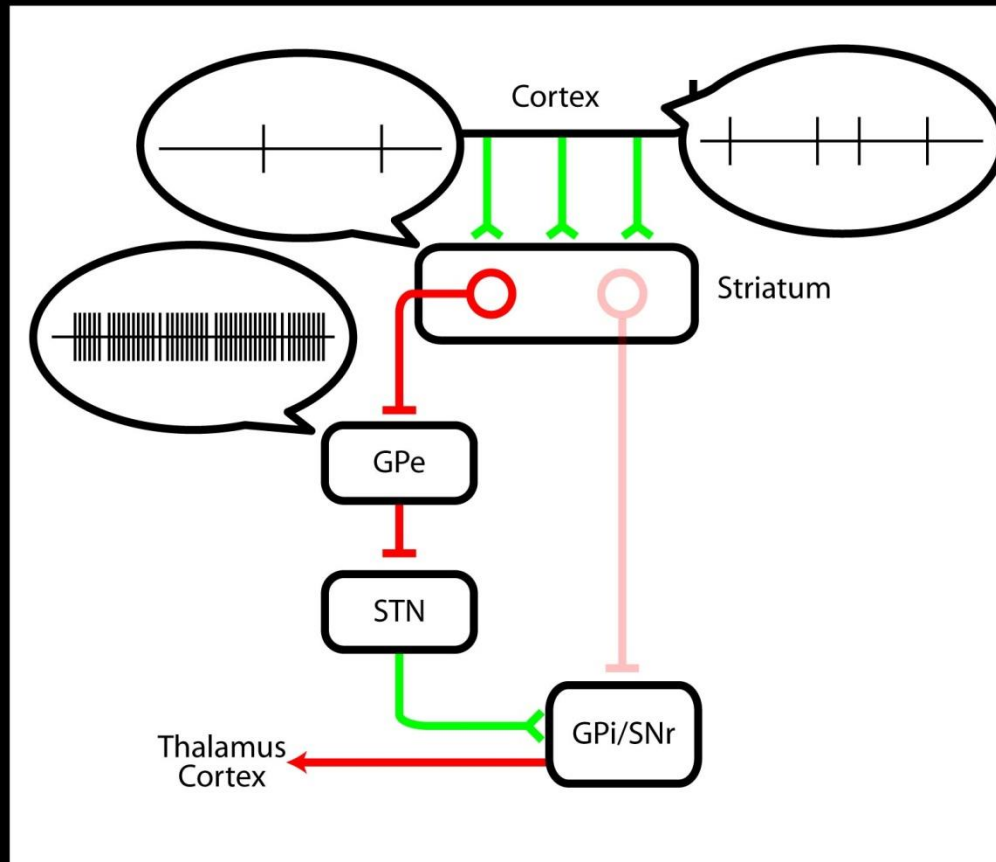 Cortex
Striatum
GPe
STN
GPi/SNr
Thalamus
Cortex